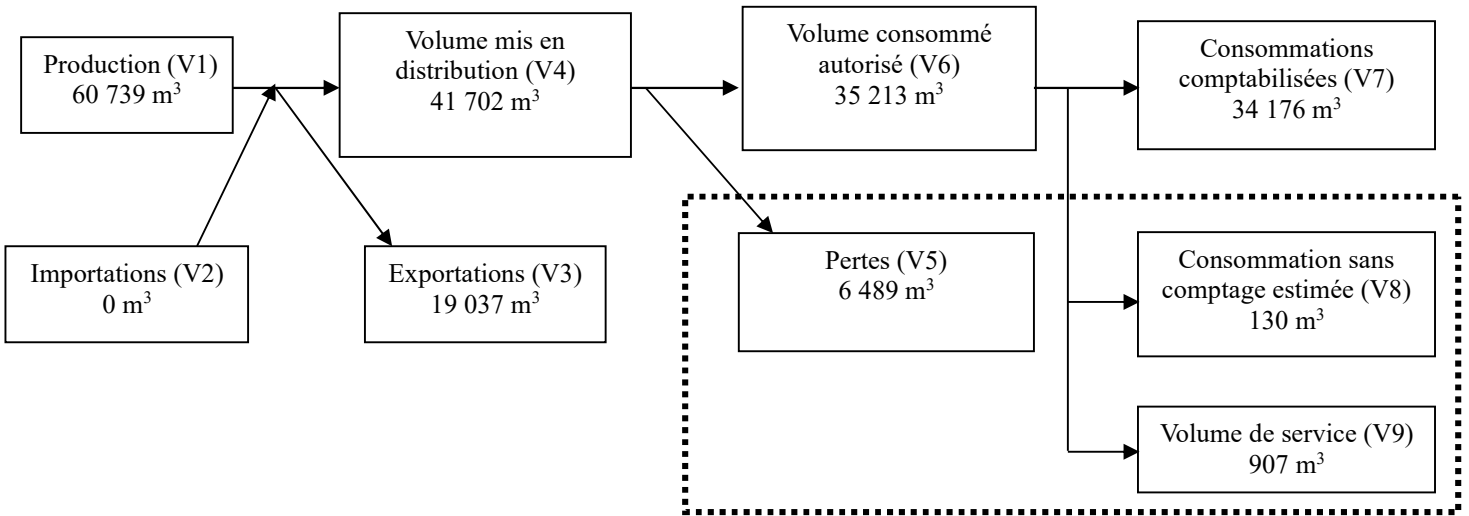 Production (V1)
60 739 m³
Volume mis en
distribution (V4)
41 702 m³
Volume consommé
autorisé (V6)
35 213 m³
Consommations
comptabilisées (V7)
34 176 m³
Importations (V2)
0 m³
Exportations (V3)
19 037 m³
Pertes (V5)
6 489 m³
Consommation sans
comptage estimée (V8)
130 m³
Volume de service (V9)
907 m³